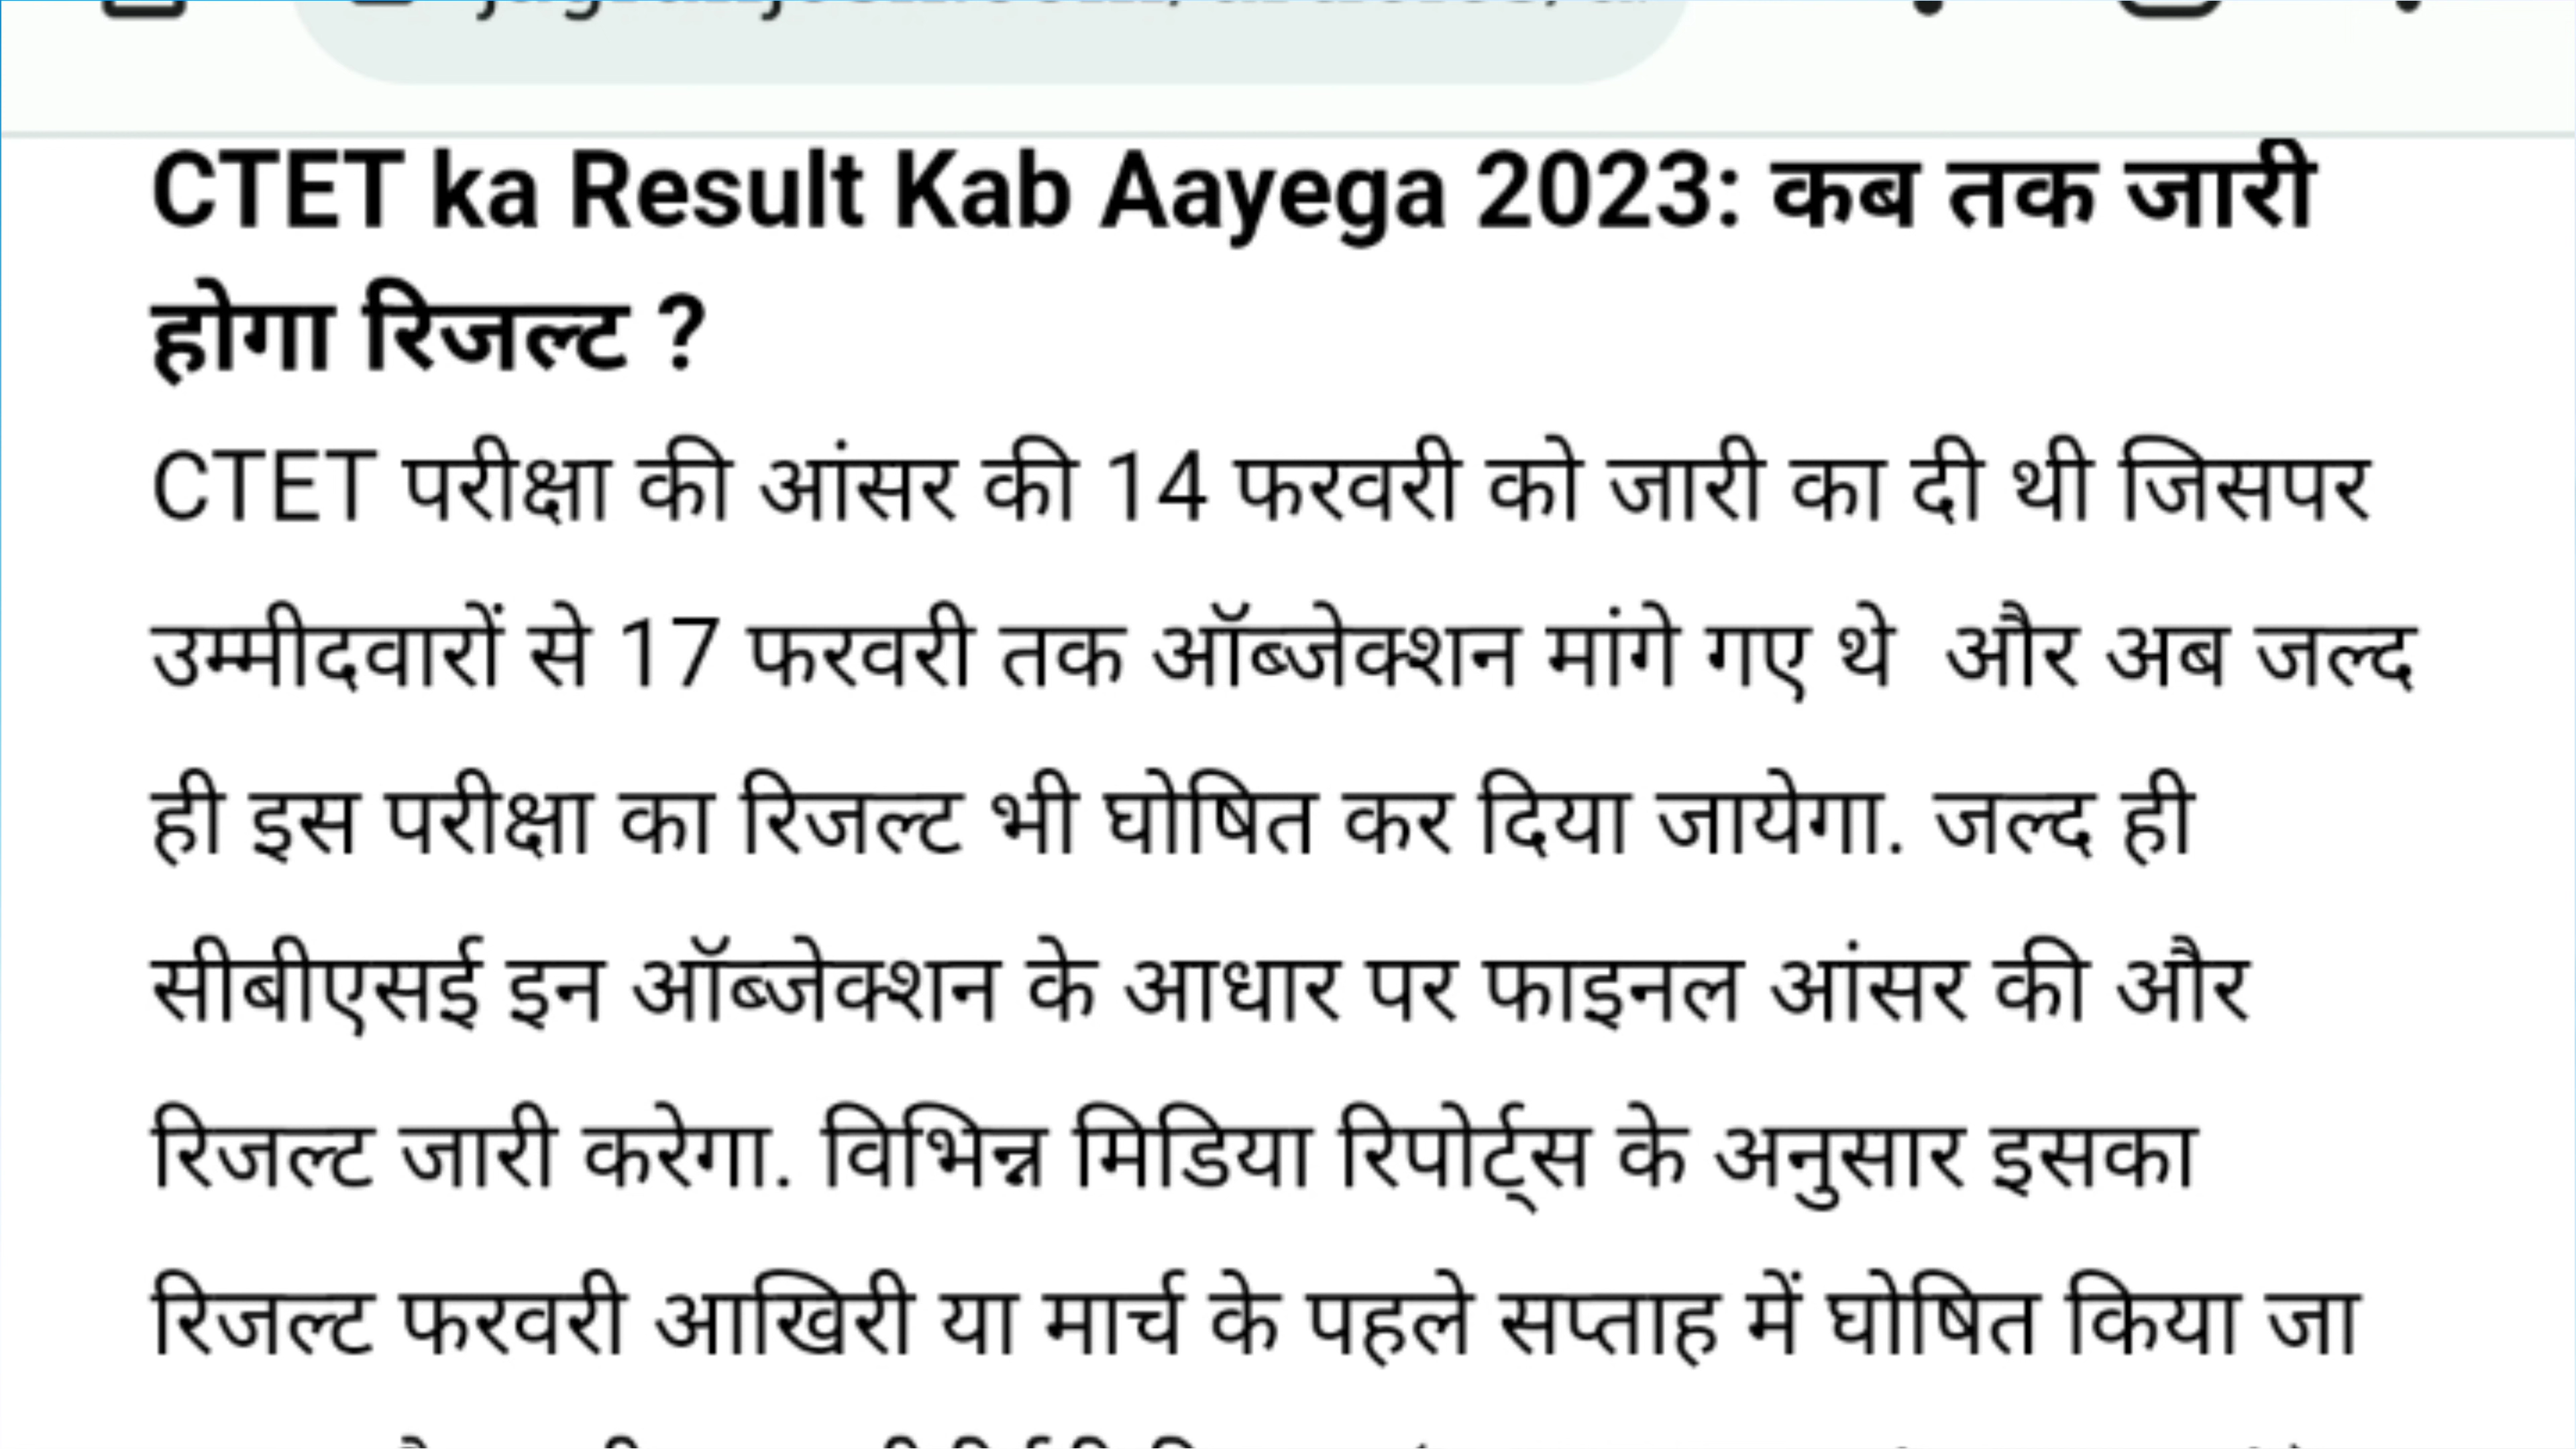 CTET ka Result Kab Aayega 2023: कब तक जारी
होगा रिजल्ट ?
CTET परीक्षा की आंसर की 14 फरवरी को जारी का दी थी जिसपर
उम्मीदवारों से 17 फरवरी तक ऑब्जेक्शन मांगे गए थे  और अब जल्द
ही इस परीक्षा का रिजल्ट भी घोषित कर दिया जायेगा. जल्द ही
सीबीएसई इन ऑब्जेक्शन के आधार पर फाइनल आंसर की और
रिजल्ट जारी करेगा. विभिन्न मिडिया रिपोर्ट्स के अनुसार इसका
रिजल्ट फरवरी आखिरी या मार्च के पहले सप्ताह में घोषित किया जा